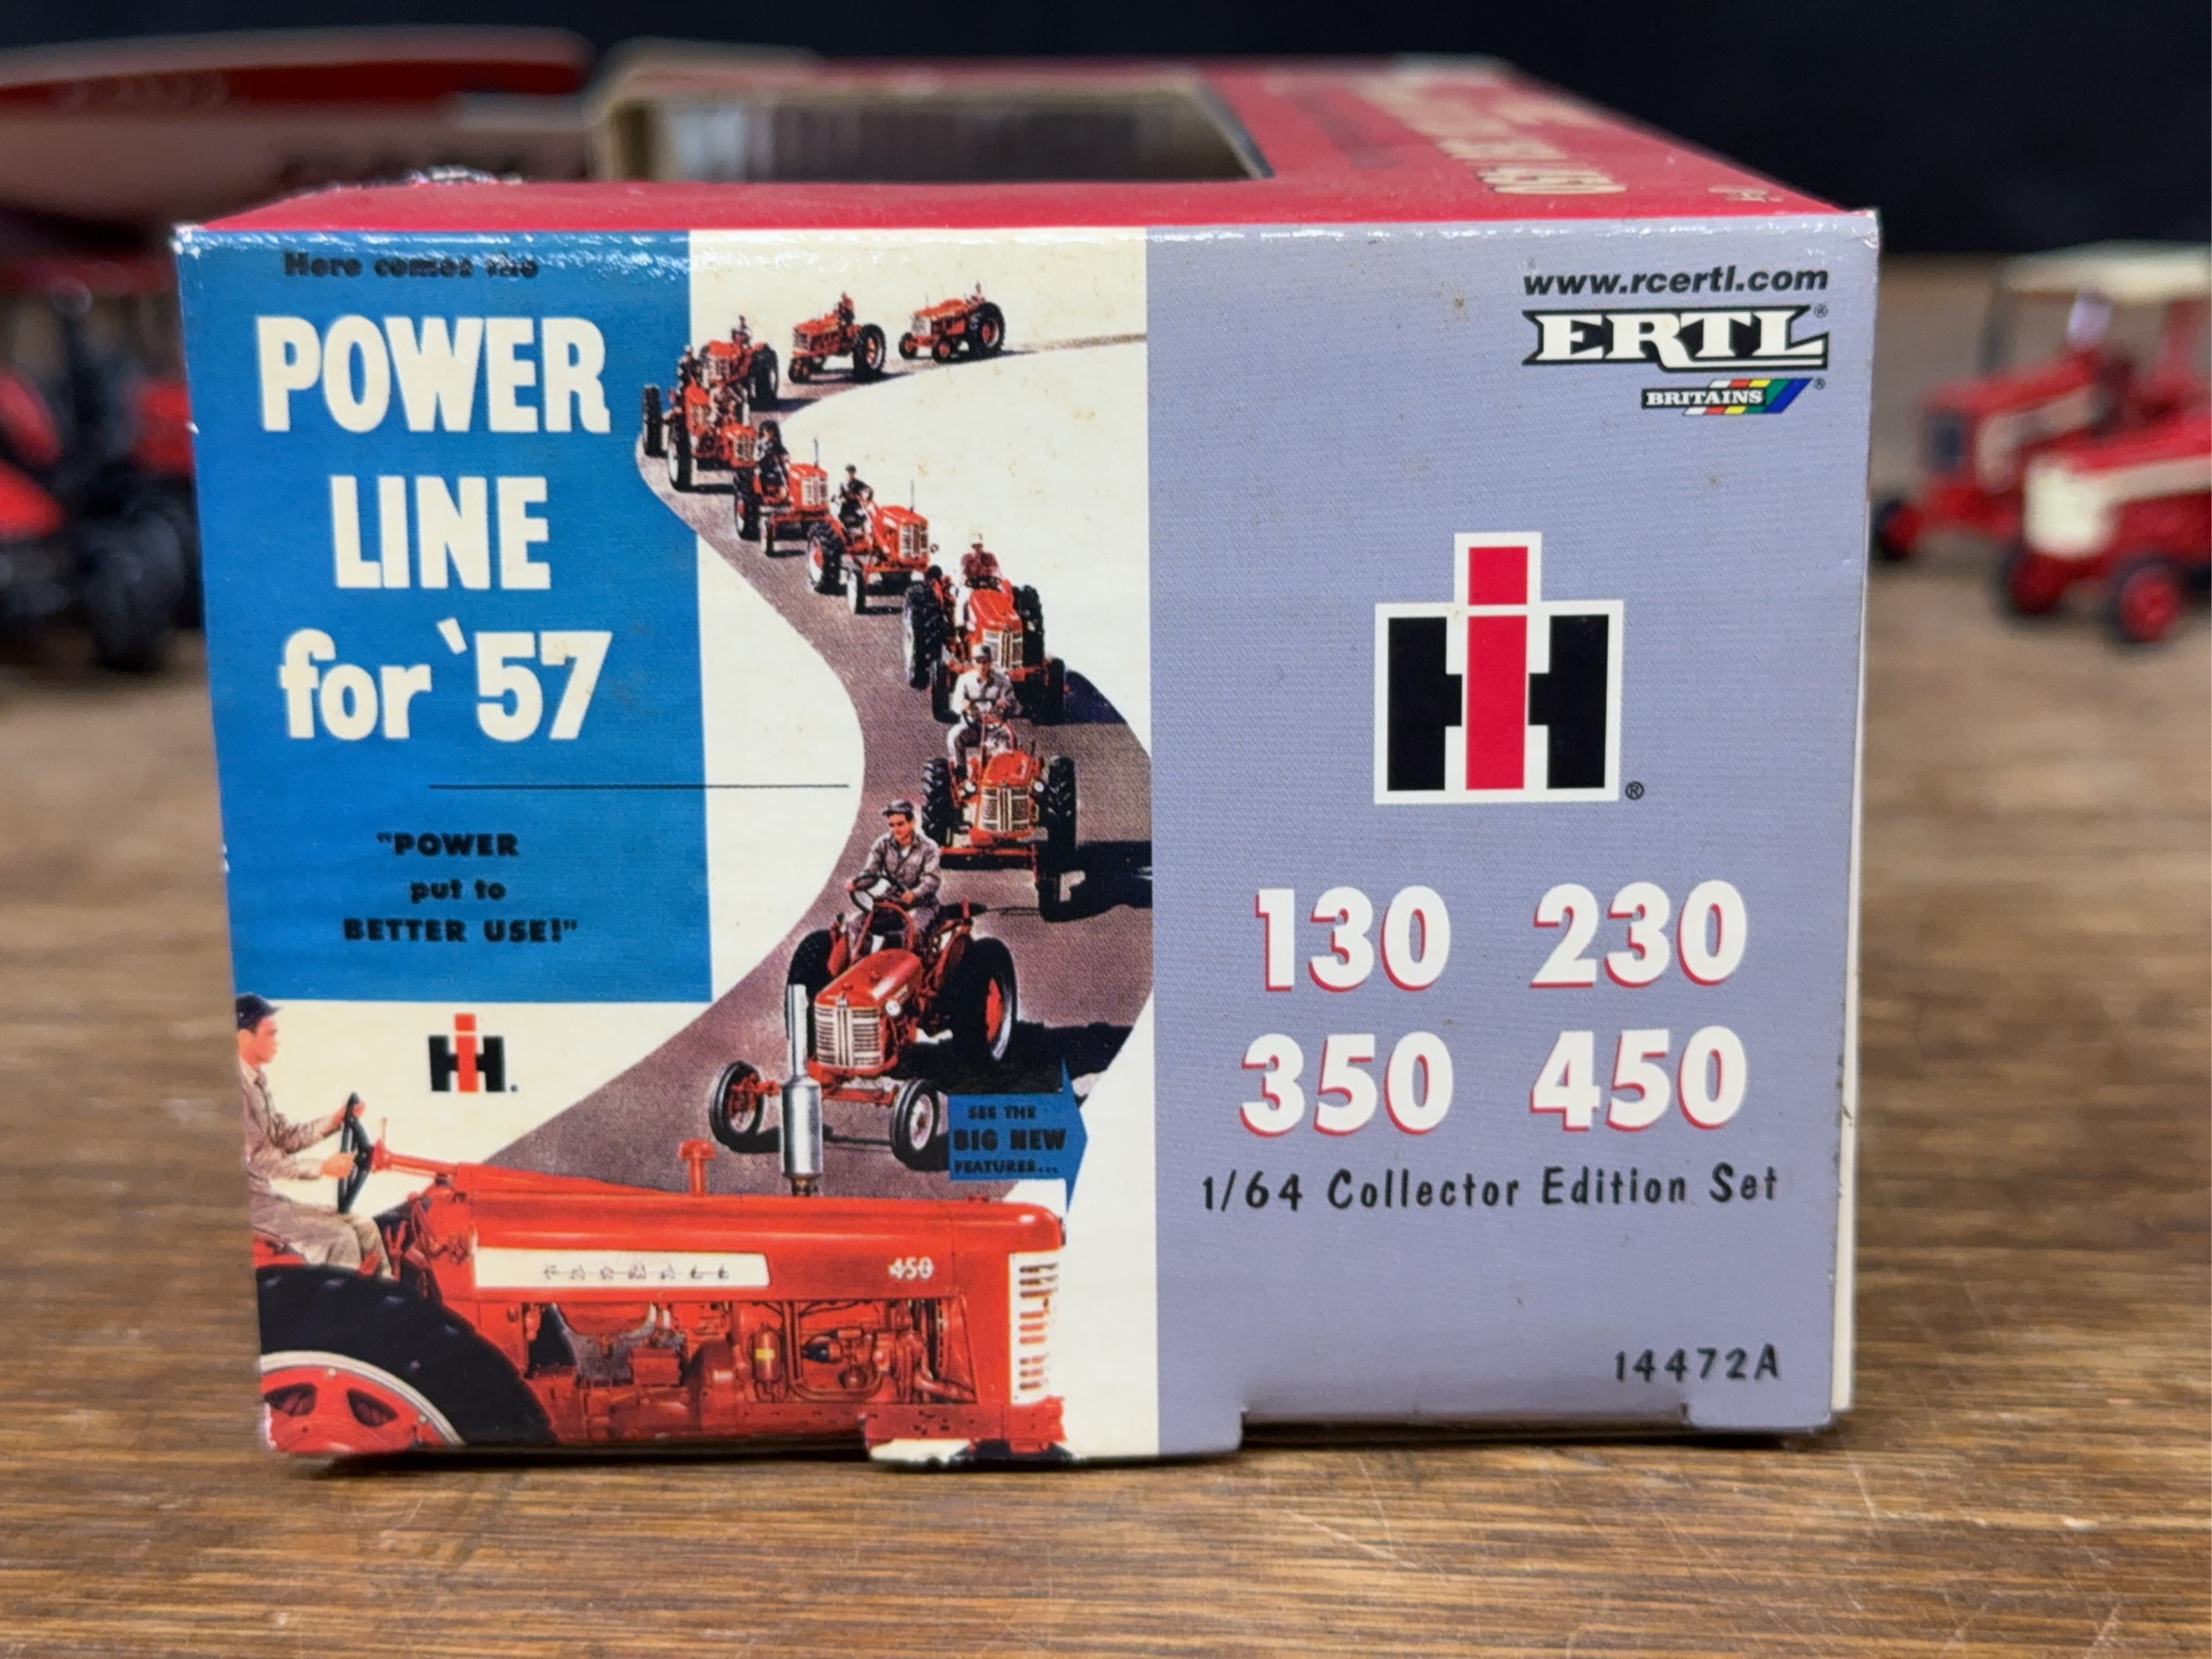 Here comes the
POWER
LINE
for '57
"POWER
put to
BETTER USE!"
IH.
SEE THE
BIG NEW
FEATURES...
FARMALL 450
www.rcertl.com
ERTL®
BRITAINS®
IH®
130 230
350 450
1/64 Collector Edition Set
14472A